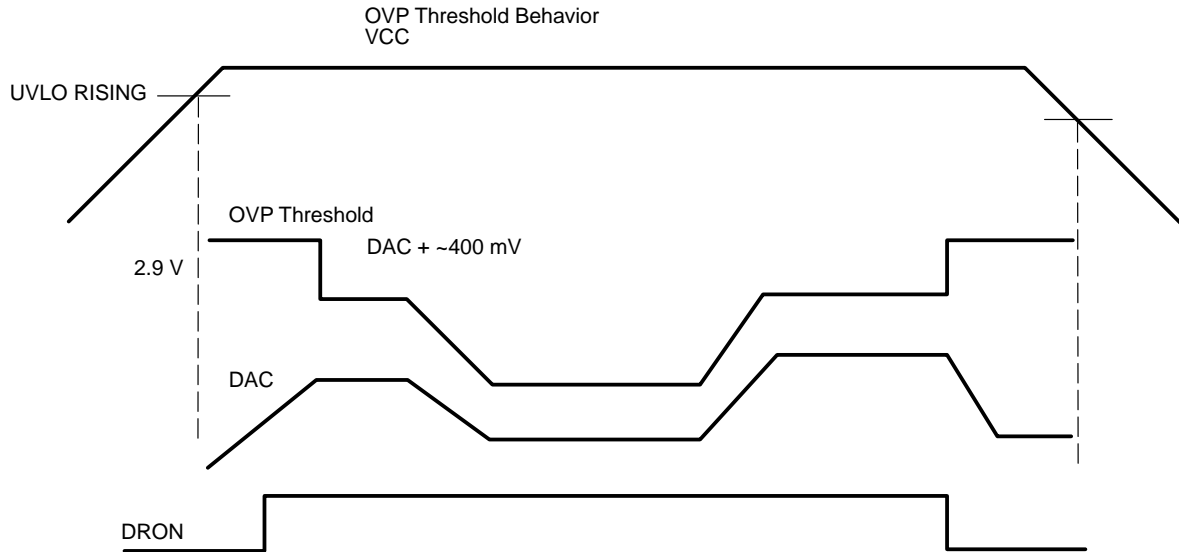 OVP Threshold Behavior
VCC
UVLO RISING
OVP Threshold
DAC + ~400 mV
2.9 V
DAC
DRON